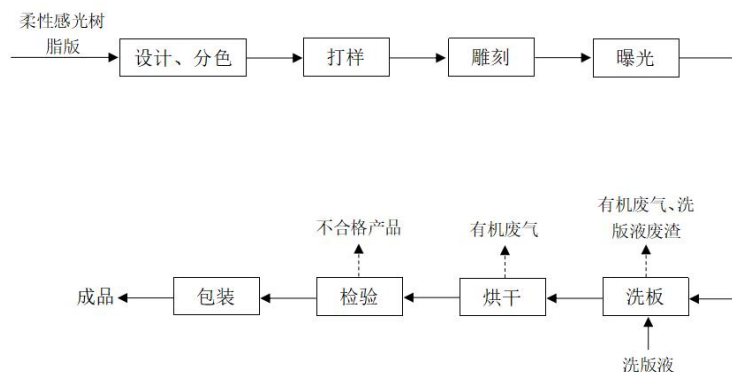 柔性感光树
脂版
设计、分色
打样
雕刻
曝光
有机废气、洗
版液废渣
有机废气
不合格产品
成品
包装
检验
烘干
洗板
洗版液